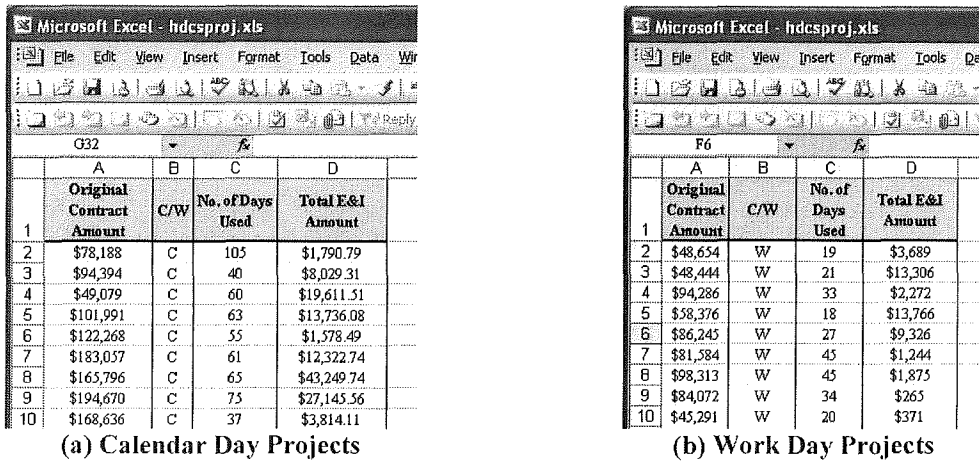 Microsoft Excel - hdcsproj.xls
File Edit View Insert Format Tools Data
Reply
G32 fx
A B C D
1 Original Contract Amount C/W No. of Days Used Total E&I Amount
2 $78,188 C 105 $1,790.79
3 $94,394 C 40 $8,029.31
4 $49,079 C 60 $19,611.51
5 $101,991 C 63 $13,736.08
6 $122,268 C 55 $1,578.49
7 $183,057 C 61 $12,322.74
8 $165,796 C 65 $43,249.74
9 $194,670 C 75 $27,145.56
10 $168,636 C 37 $3,814.11
(a) Calendar Day Projects
Microsoft Excel - hdcsproj.xls
File Edit View Insert Format Tools
F6 fx
A B C D
1 Original Contract Amount C/W No. of Days Used Total E&I Amount
2 $48,654 W 19 $3,689
3 $48,444 W 21 $13,306
4 $94,286 W 33 $2,272
5 $58,376 W 18 $13,766
6 $86,245 W 27 $9,326
7 $81,584 W 45 $1,244
8 $98,313 W 45 $1,875
9 $84,072 W 34 $265
10 $45,291 W 20 $371
(b) Work Day Projects